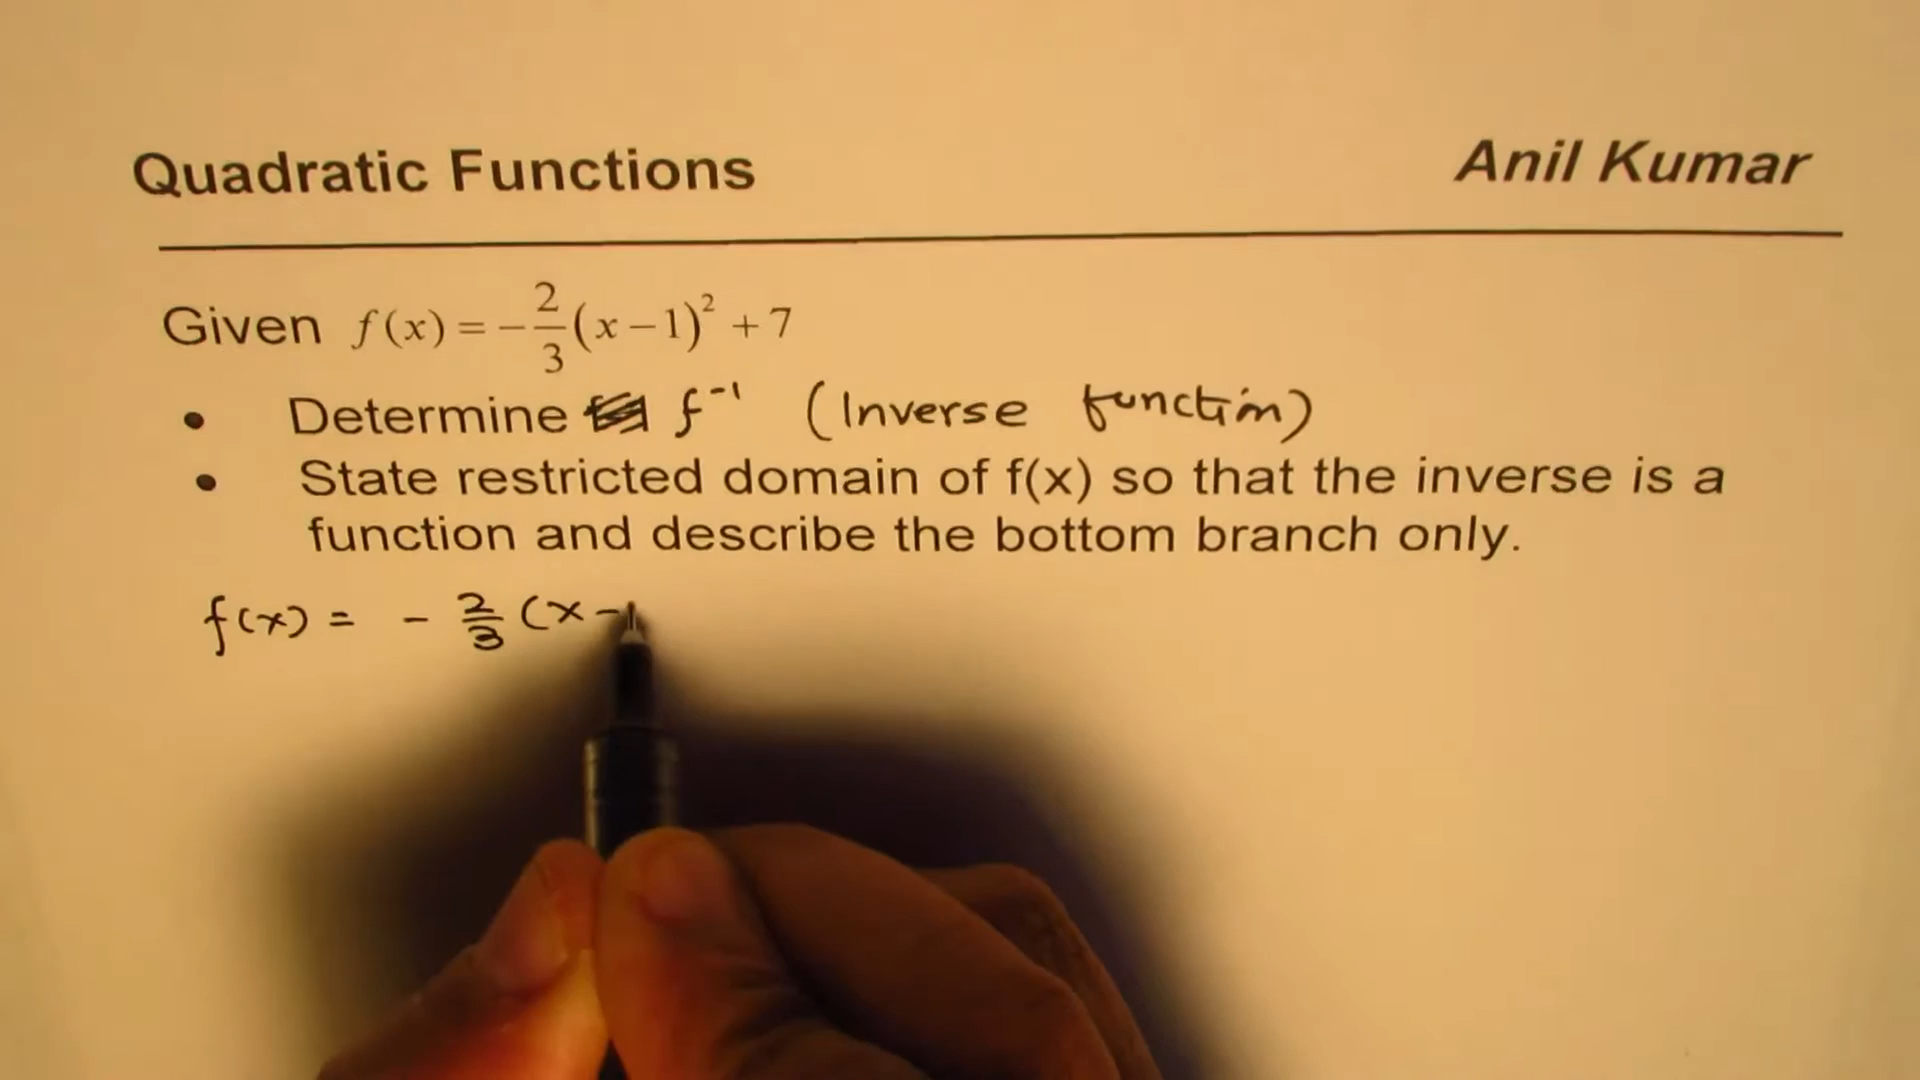 Quadratic Functions
Anil Kumar
Given f(x) = -2/3(x-1)² + 7
• Determine f⁻¹ (Inverse function)
• State restricted domain of f(x) so that the inverse is a
function and describe the bottom branch only.
f(x) = - 2/3 (x -